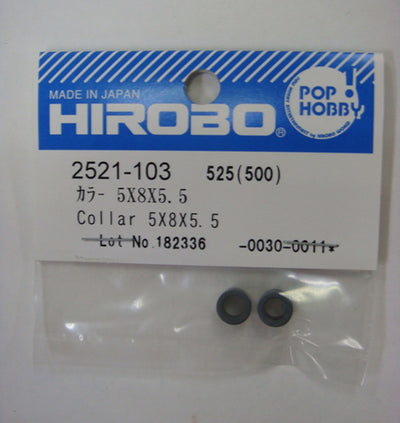 MADE IN JAPAN
HIROBO®
POP
HOBBY!
2521-103 525(500)
ｶﾗｰ 5X8X5.5
Collar 5X8X5.5
Lot No.182336 -0030-0011*